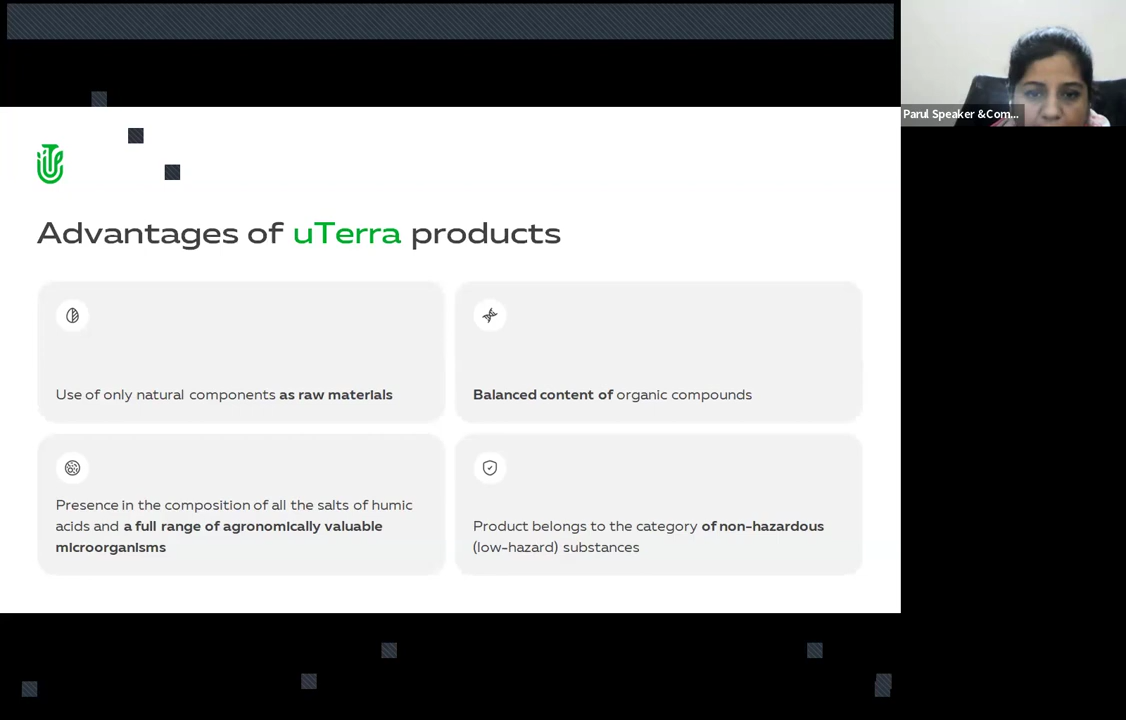 Parul Speaker &Com...
Advantages of uTerra products
Use of only natural components as raw materials
Balanced content of organic compounds
Presence in the composition of all the salts of humic
acids and a full range of agronomically valuable
microorganisms
Product belongs to the category of non-hazardous
(low-hazard) substances